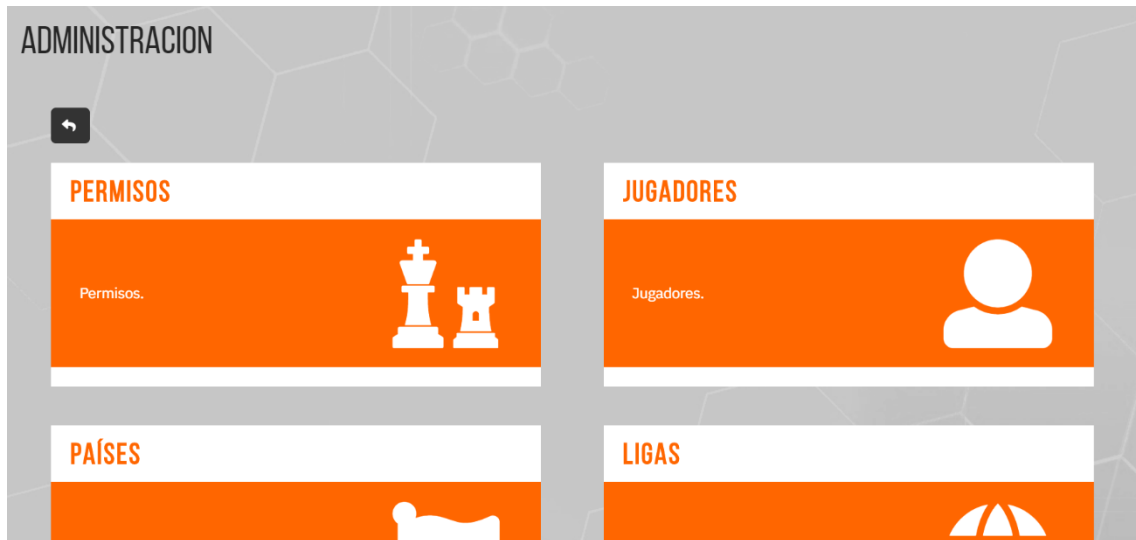 ADMINISTRACION
PERMISOS
Permisos.
JUGADORES
Jugadores.
PAÍSES
LIGAS